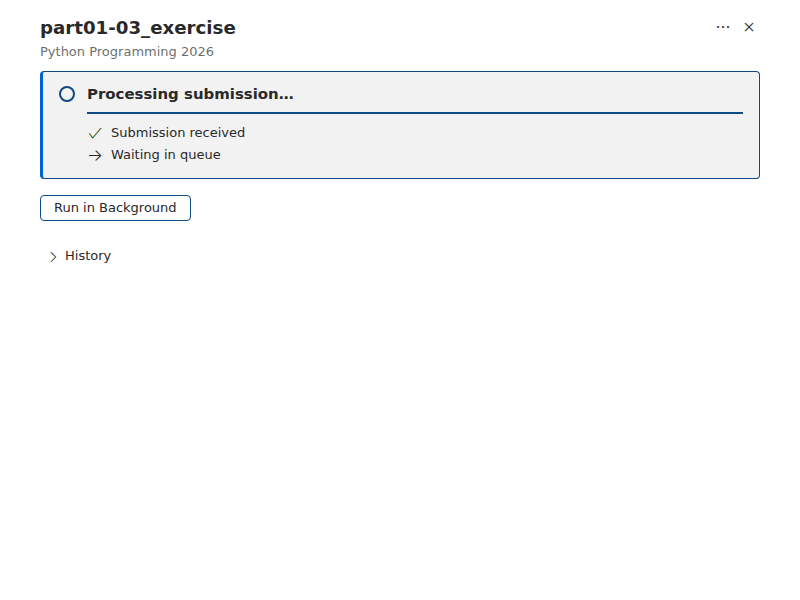 part01-03_exercise
Python Programming 2026
Processing submission…
Submission received
Waiting in queue
Run in Background
History